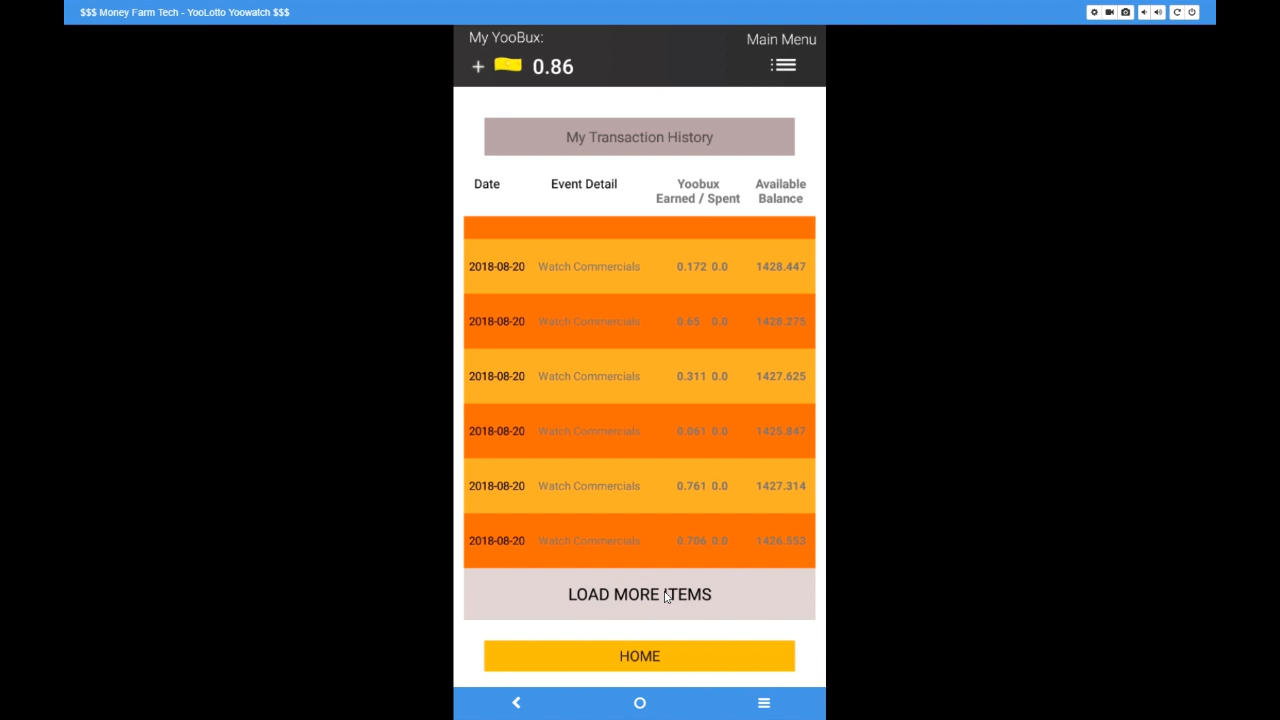 $$$ Money Farm Tech - YooLotto Yoowatch $$$
My YooBux:
Main Menu
+ 0.86
My Transaction History
Date Event Detail Yoobux Earned / Spent Available Balance
2018-08-20 Watch Commercials 0.172 0.0 1428.447
2018-08-20 Watch Commercials 0.65 0.0 1428.275
2018-08-20 Watch Commercials 0.311 0.0 1427.625
2018-08-20 Watch Commercials 0.061 0.0 1425.847
2018-08-20 Watch Commercials 0.761 0.0 1427.314
2018-08-20 Watch Commercials 0.706 0.0 1426.553
LOAD MORE ITEMS
HOME